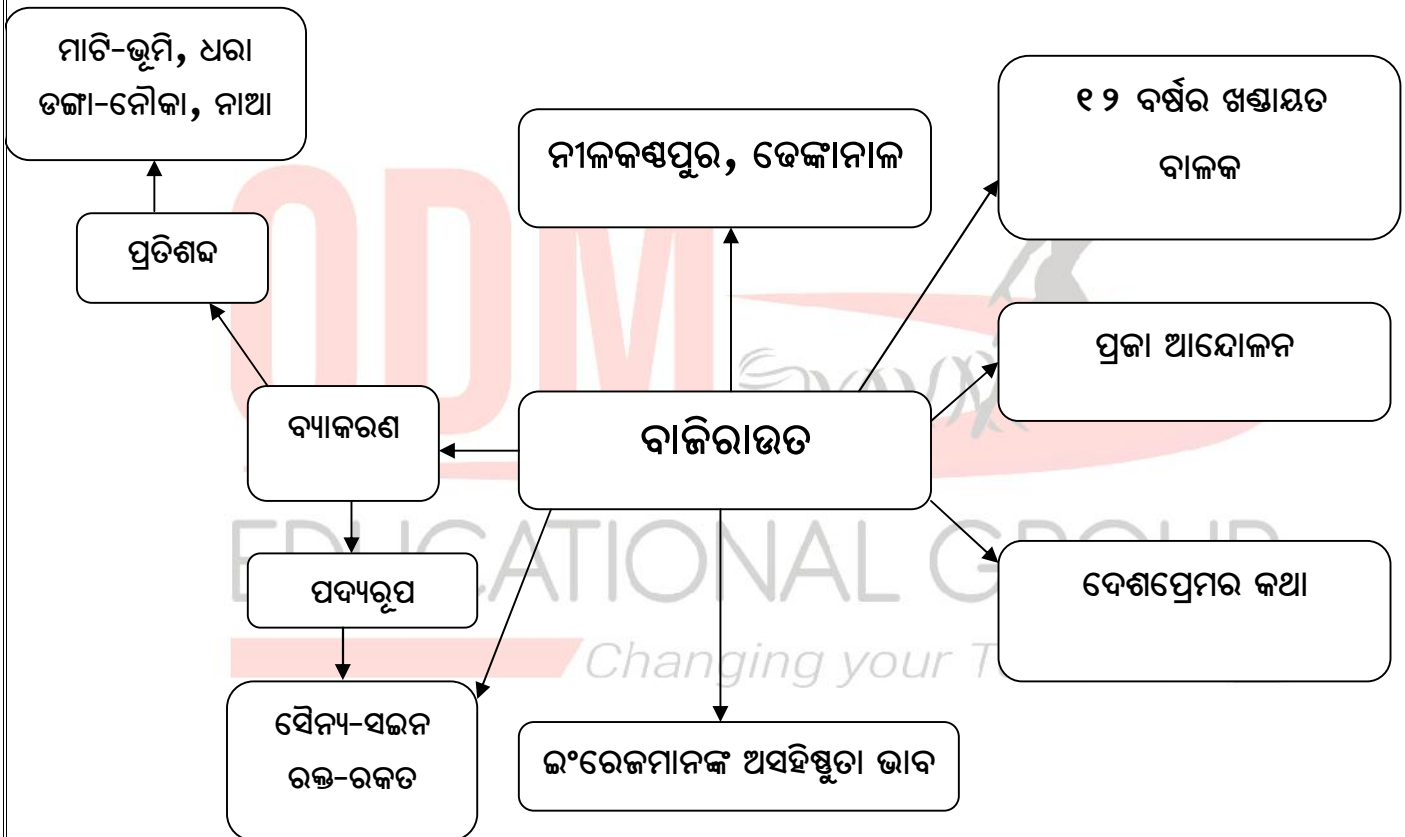 ମାଟି-ଭୂମି, ଧରା
ଡଙ୍ଗା-ନୌକା, ନାଆ
୧୨ ବର୍ଷର ଖଣ୍ଡାୟତ
ବାଳକ
ନୀଳକଣ୍ଠପୁର, ଢେଙ୍କାନାଳ
ପ୍ରତିଶବ୍ଦ
ପ୍ରଜା ଆନ୍ଦୋଳନ
ବ୍ୟାକରଣ
ବାଜିରାଉତ
ODM
EDUCATIONAL GROUP
ପଦ୍ୟରୂପ
ଦେଶପ୍ରେମର କଥା
Changing your T
ସୈନ୍ୟ-ସଇନ
ରକ୍ତ-ରକତ
ଇଂରେଜମାନଙ୍କ ଅସହିଷ୍ଣୁତା ଭାବ